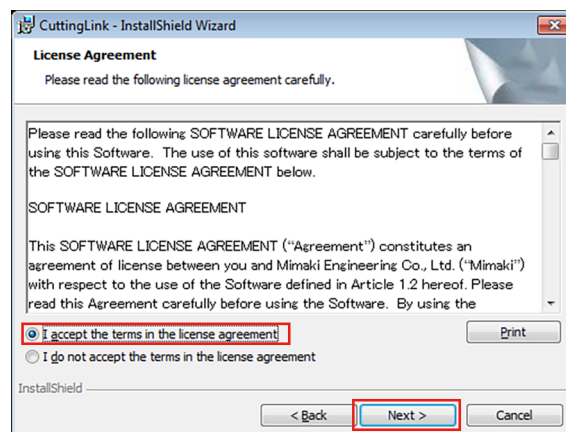 CuttingLink - InstallShield Wizard
License Agreement
Please read the following license agreement carefully.
Please read the following SOFTWARE LICENSE AGREEMENT carefully before
using this Software. The use of this software shall be subject to the terms of
the SOFTWARE LICENSE AGREEMENT below.
SOFTWARE LICENSE AGREEMENT
This SOFTWARE LICENSE AGREEMENT (“Agreement”) constitutes an
agreement of license between you and Mimaki Engineering Co., Ltd. (“Mimaki”)
with respect to the use of the Software defined in Article 1.2 hereof. Please
read this Agreement carefully before using the Software. By using the
I accept the terms in the license agreement
Print
I do not accept the terms in the license agreement
InstallShield
< Back
Next >
Cancel